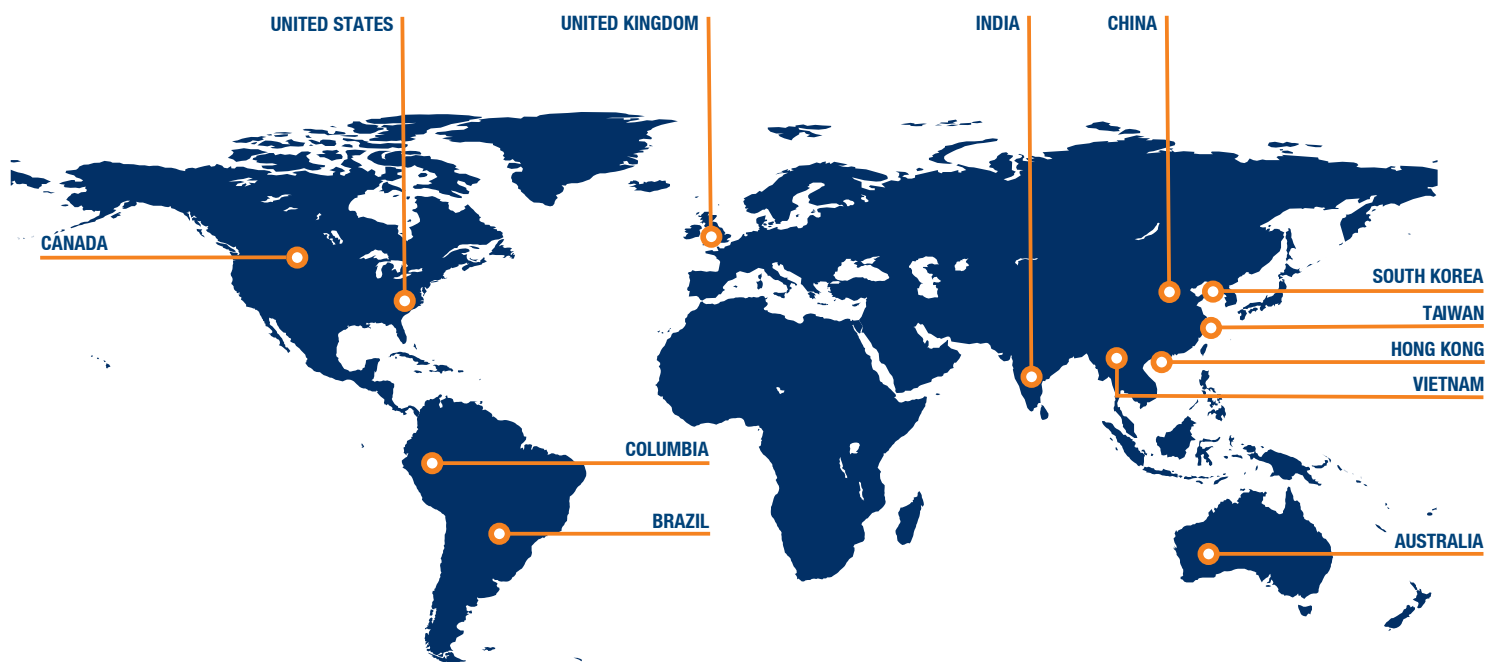 UNITED STATES
UNITED KINGDOM
INDIA
CHINA
CANADA
SOUTH KOREA
TAIWAN
HONG KONG
VIETNAM
COLUMBIA
BRAZIL
AUSTRALIA